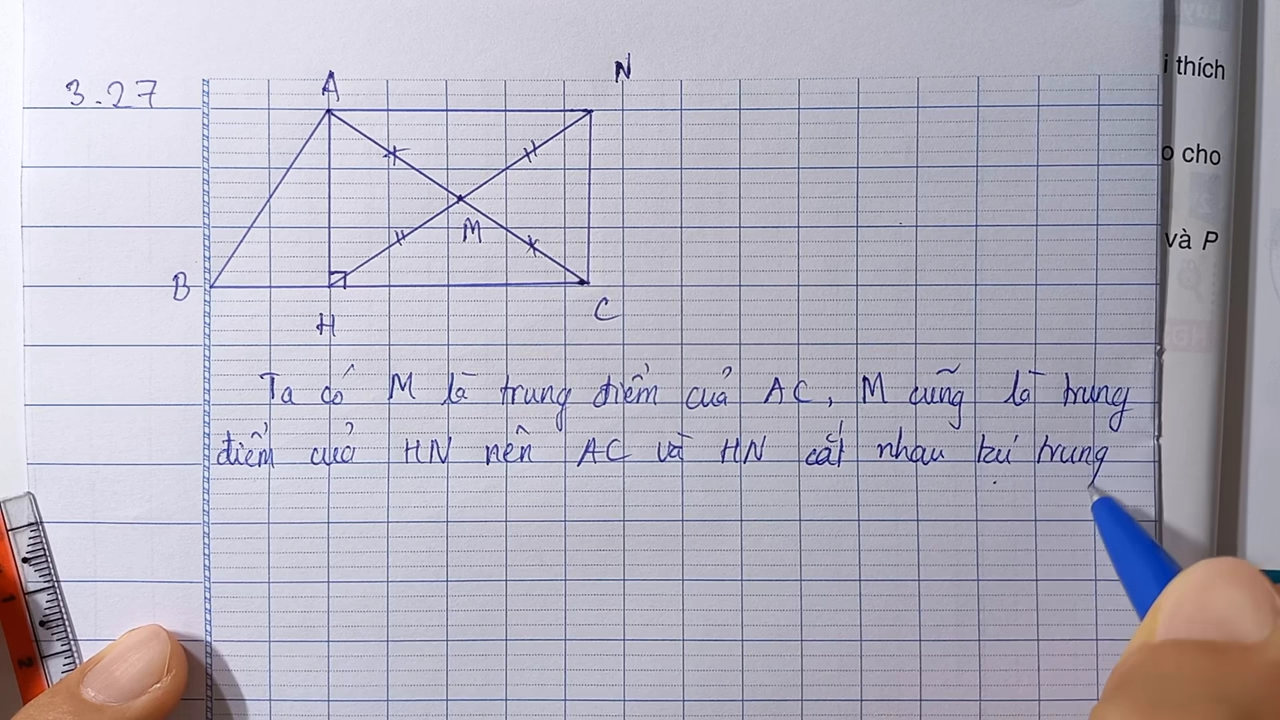 3.27
A
N
M
B
H
C
Ta có M là trung điểm của AC, M cũng là trung
điểm của HN nên AC và HN cắt nhau tại trung
i thích
o cho
và P